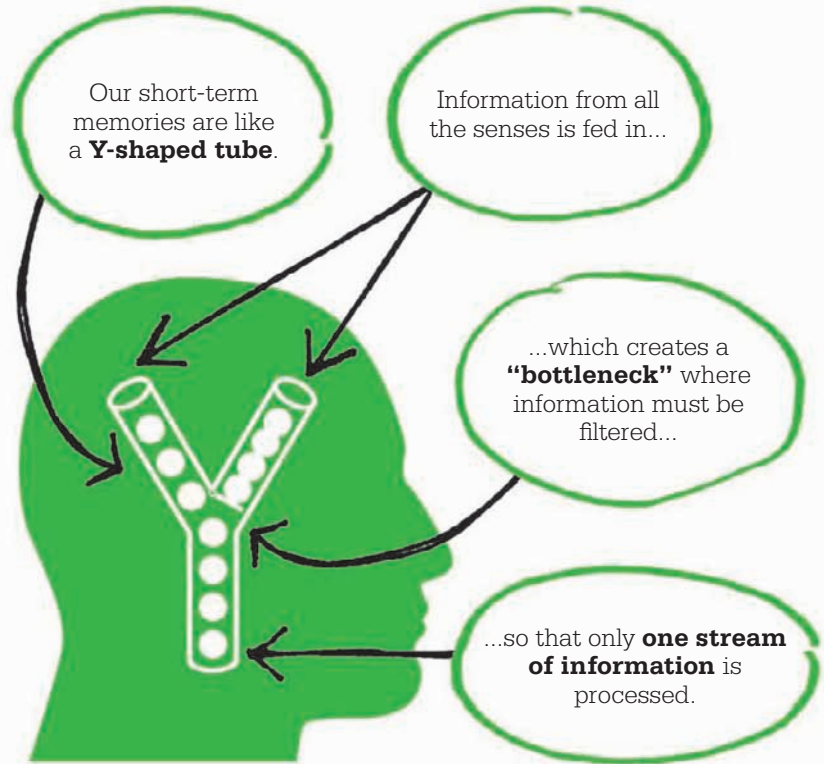 Our short-term
memories are like
a Y-shaped tube.
Information from all
the senses is fed in...
...which creates a
“bottleneck” where
information must be
filtered...
...so that only one stream
of information is
processed.